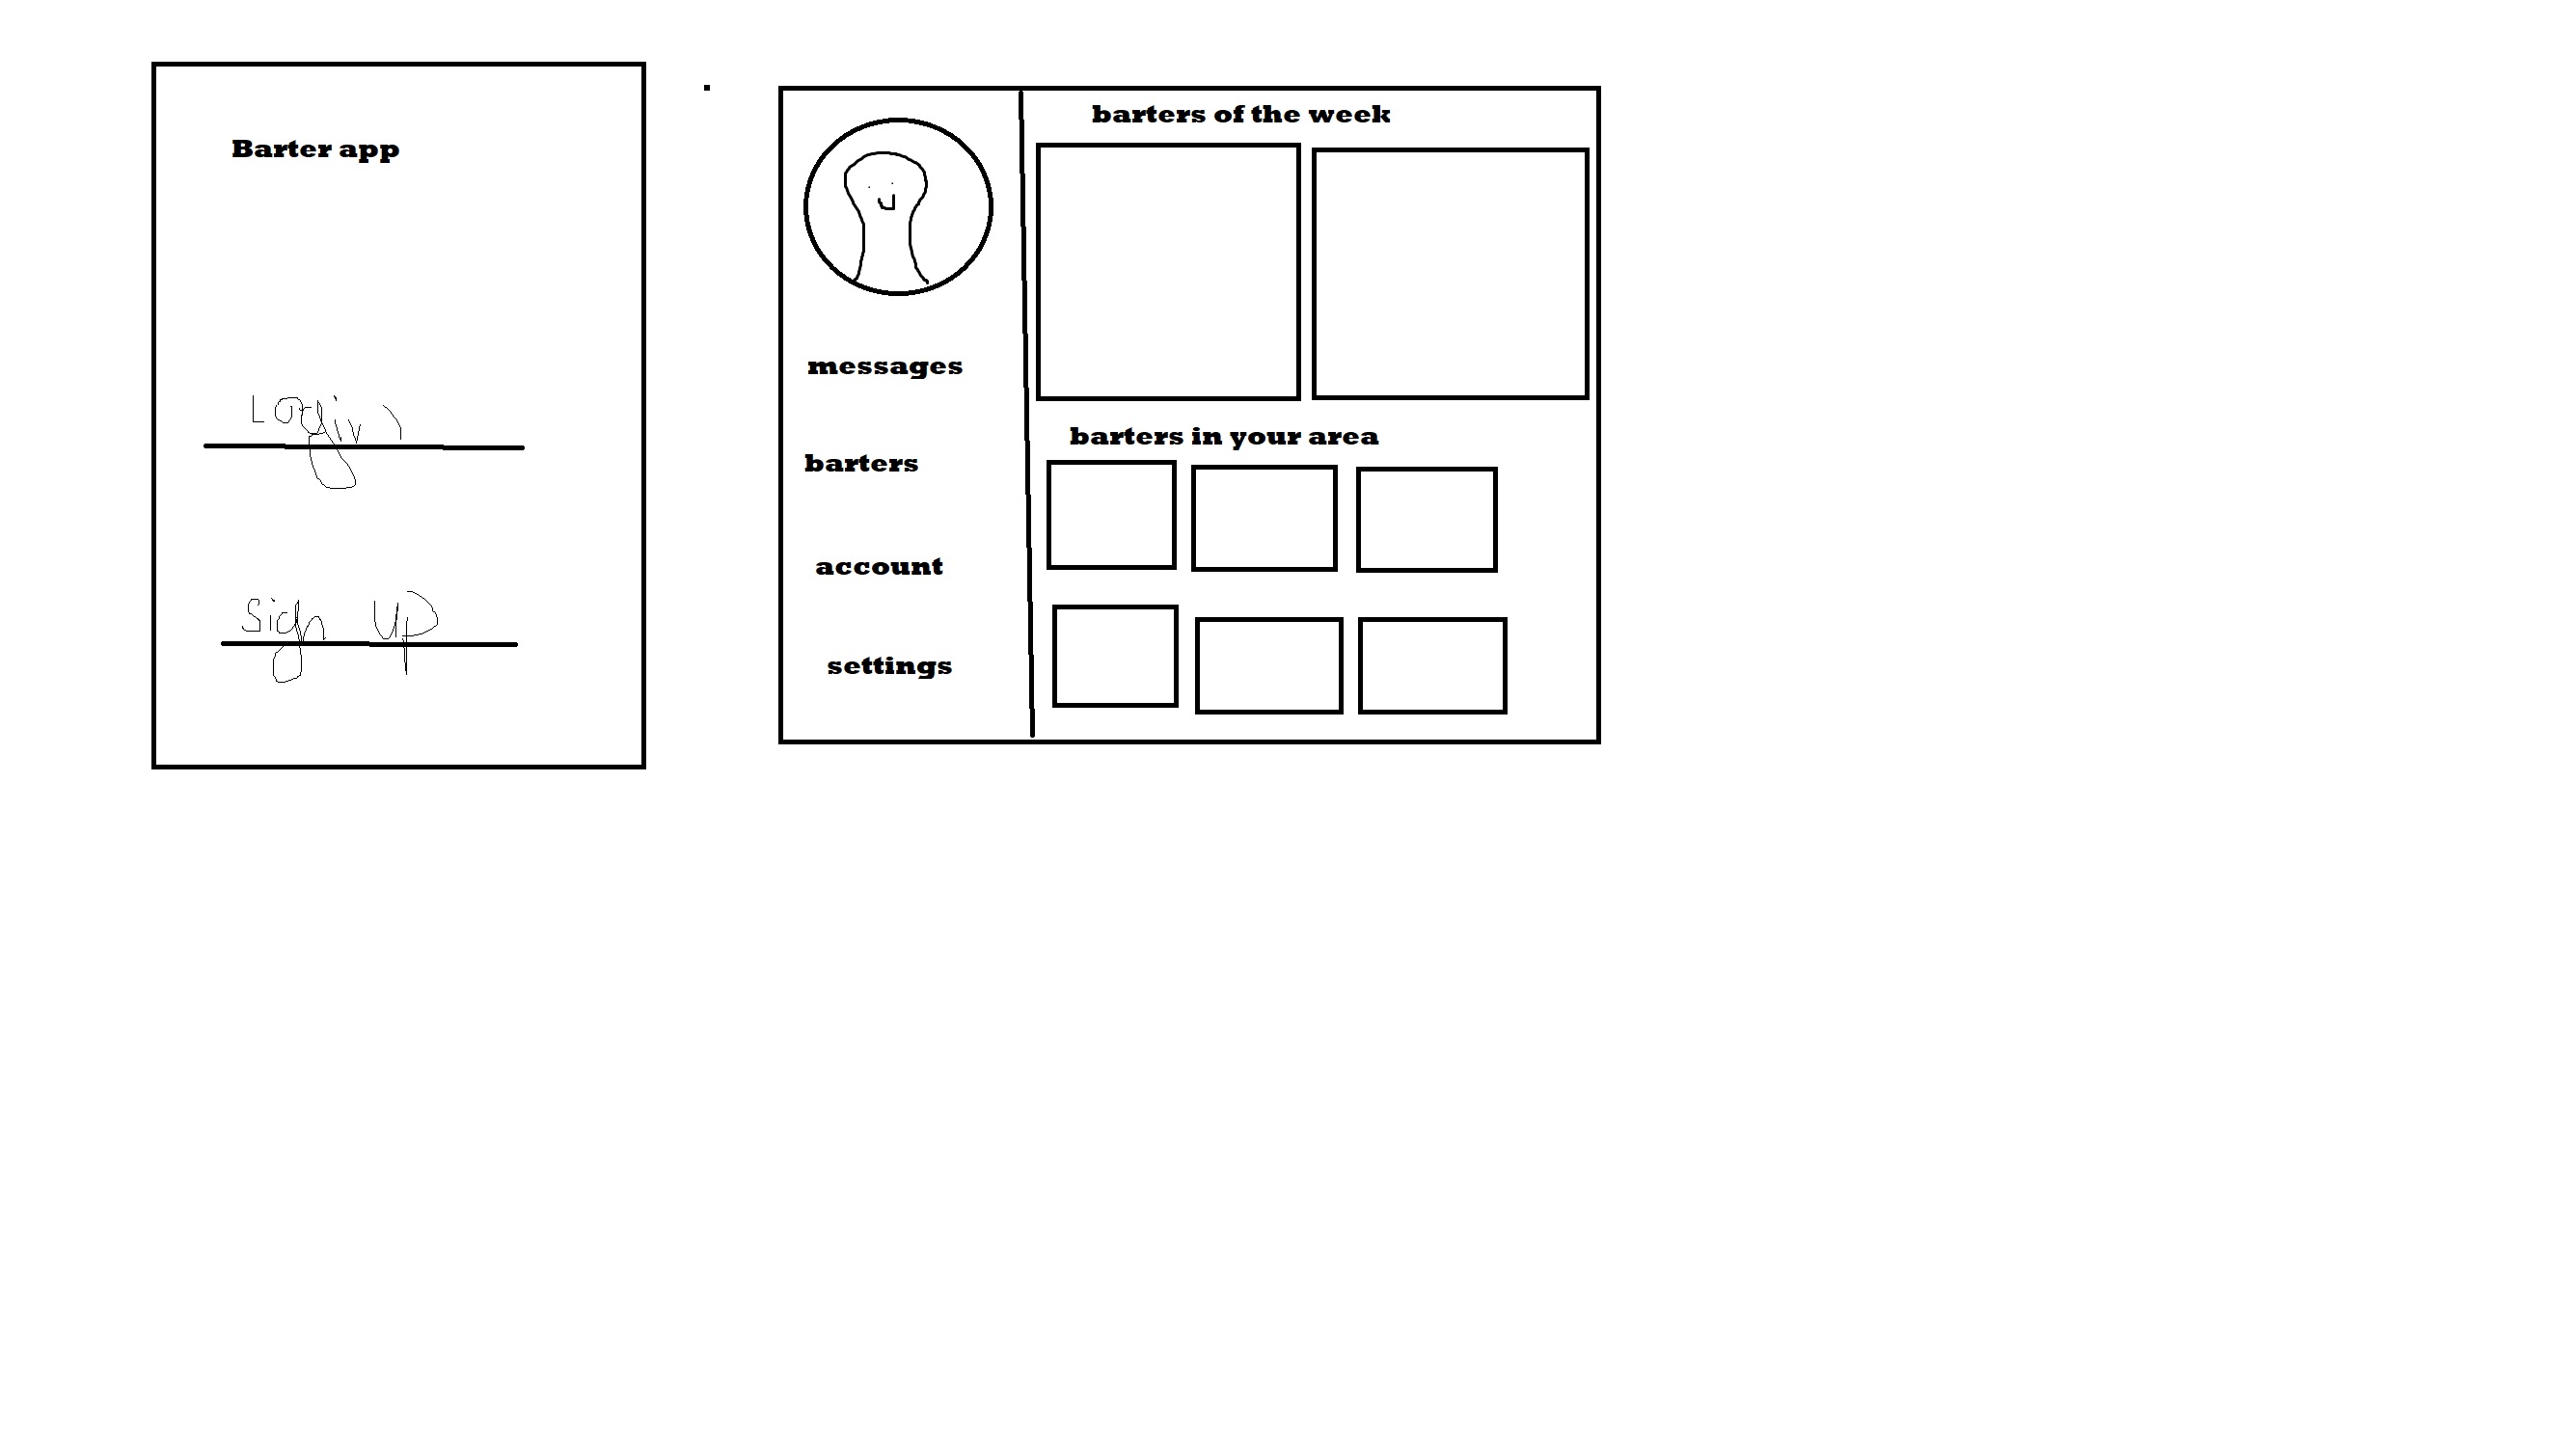 Barter app
Login
Sign Up
barters of the week
messages
barters in your area
barters
account
settings